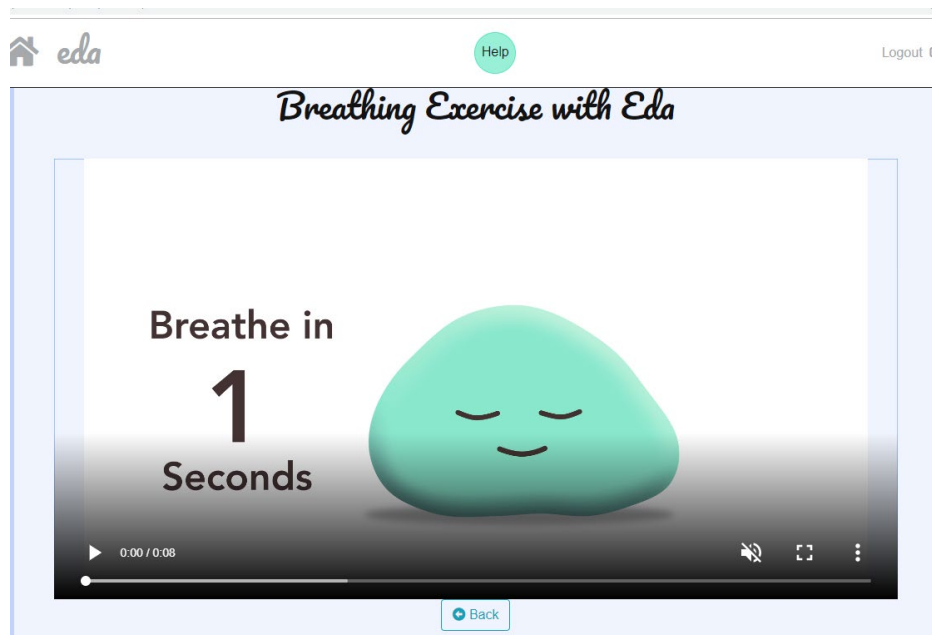 eda
Help
Logout
Breathing Exercise with Eda
Breathe in
1
Seconds
0:00 / 0:08
Back